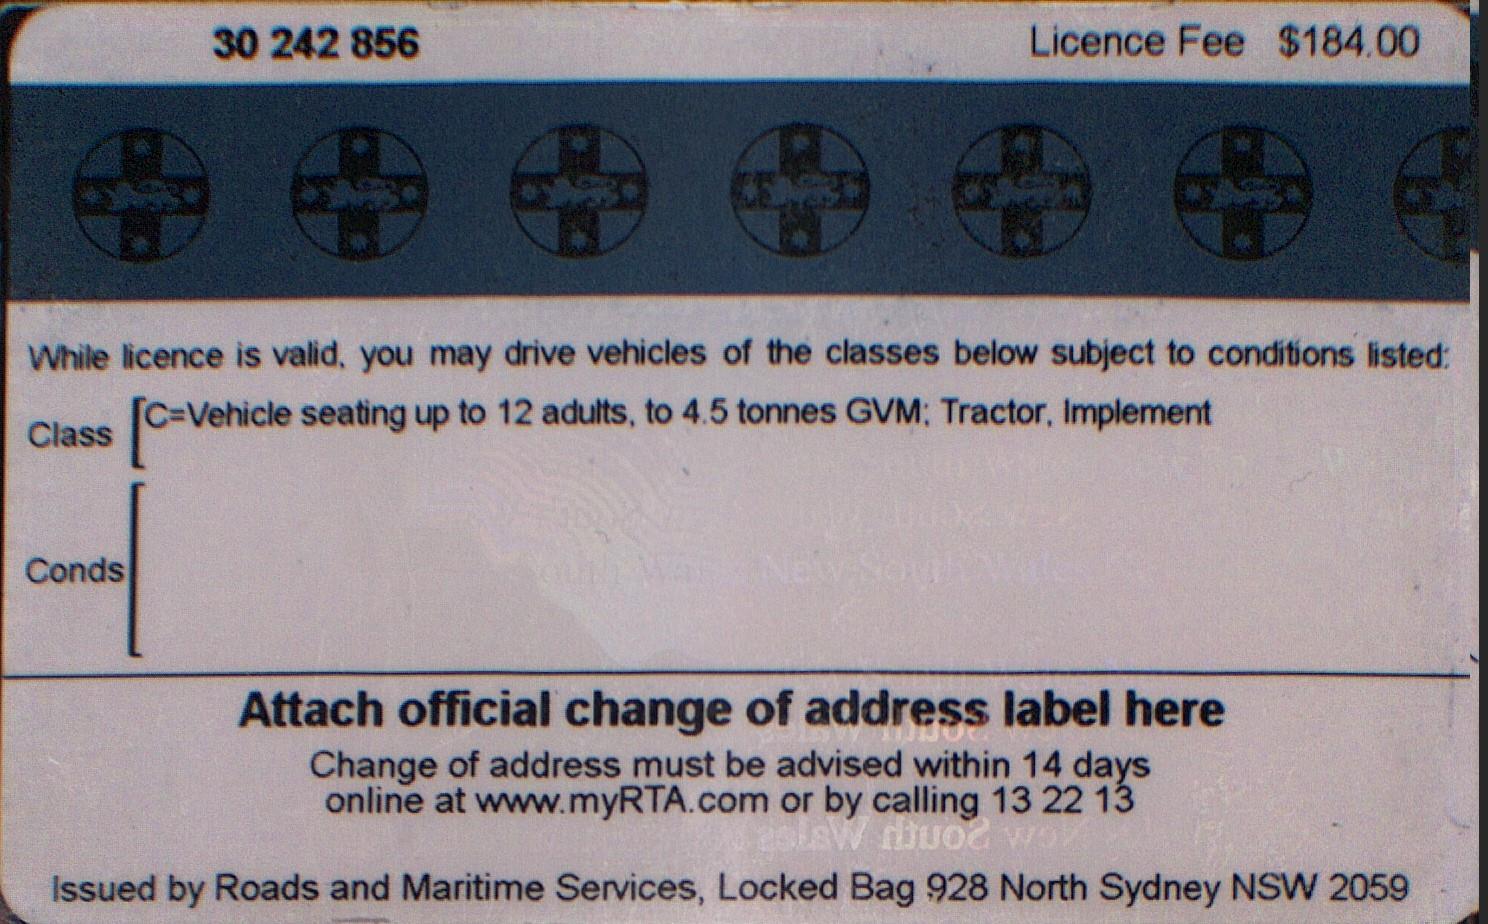 30 242 856 Licence Fee $184.00
While licence is valid, you may drive vehicles of the classes below subject to conditions listed:
Class [C=Vehicle seating up to 12 adults, to 4.5 tonnes GVM; Tractor, Implement
Conds [
Attach official change of address label here
Change of address must be advised within 14 days
online at www.myRTA.com or by calling 13 22 13
Issued by Roads and Maritime Services, Locked Bag 928 North Sydney NSW 2059